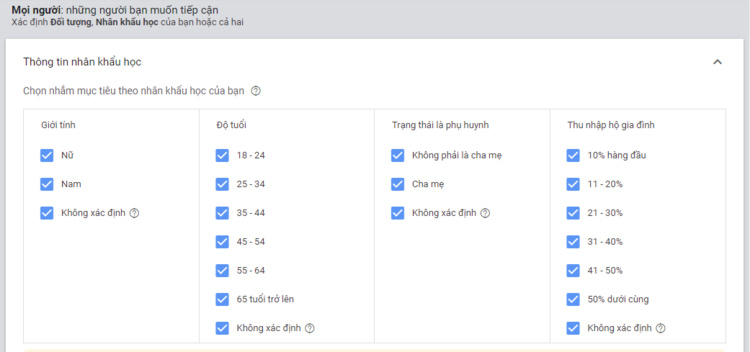 Mọi người: những người bạn muốn tiếp cận
Xác định Đối tượng, Nhân khẩu học của bạn hoặc cả hai
Thông tin nhân khẩu học
Chọn nhắm mục tiêu theo nhân khẩu học của bạn
Giới tính
Nữ
Nam
Không xác định
Độ tuổi
18 - 24
25 - 34
35 - 44
45 - 54
55 - 64
65 tuổi trở lên
Không xác định
Trạng thái là phụ huynh
Không phải là cha mẹ
Cha mẹ
Không xác định
Thu nhập hộ gia đình
10% hàng đầu
11 - 20%
21 - 30%
31 - 40%
41 - 50%
50% dưới cùng
Không xác định